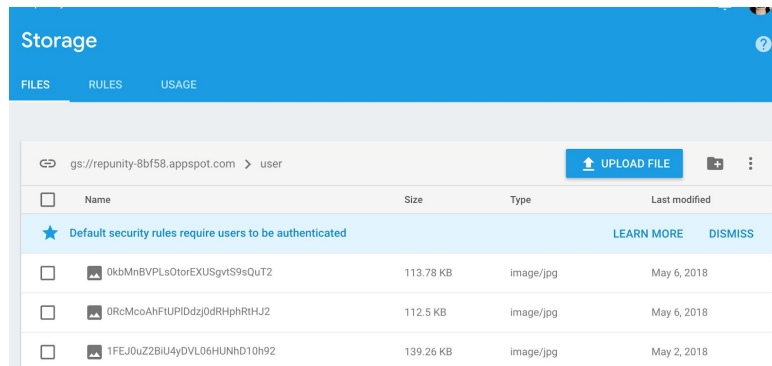 Storage
FILES RULES USAGE
gs://repunity-8bf58.appspot.com > user UPLOAD FILE
Name Size Type Last modified
Default security rules require users to be authenticated LEARN MORE DISMISS
0kbMnBVPLsOtorEXUSgvtS9sQuT2 113.78 KB image/jpg May 6, 2018
0RcMcoAhFtUPlDdzj0dRHphRtHJ2 112.5 KB image/jpg May 6, 2018
1FEJ0uZ2BiU4yDVL06HUNhD10h92 139.26 KB image/jpg May 2, 2018